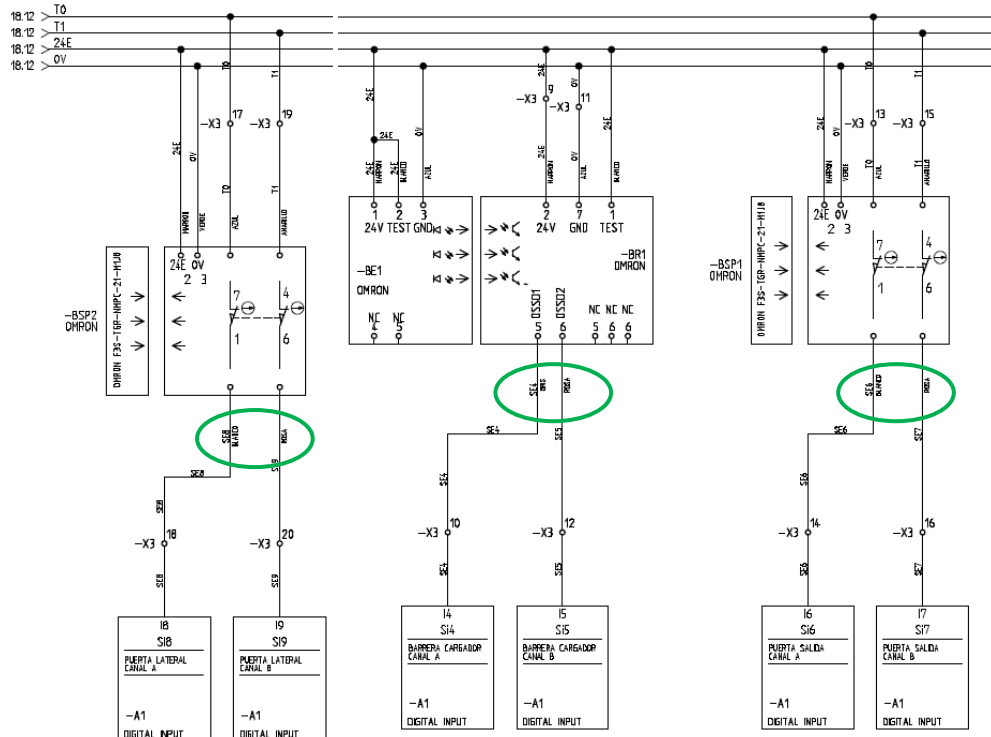 18.12 > T0
18.12 > T1
18.12 > 24E
18.12 > 0V
24E
0V
T0
T1
-X3 17
-X3 19
T0
T1
MARRON
VERDE
AZUL
AMARILLO
24E 0V
2 3
7
4
1
6
-BSP2
OMRON
OMRON F3S-TGR-NMPC-21-M1J8
SE8
BLANCO
ROSA
SE9
SE8
SE8
-X3 18
-X3 20
SE8
SE9
I8
SI8
PUERTA LATERAL
CANAL A
-A1
DIGITAL INPUT
I9
SI9
PUERTA LATERAL
CANAL B
-A1
DIGITAL INPUT
24E
24E
24E
MARRON
24E
BLANCO
0V
AZUL
1 2 3
24V TEST GND
-BE1
OMRON
NC NC
4 5
24E
0V
24E
-X3 9
-X3 11
24E
MARRON
0V
AZUL
BLANCO
2 7 1
24V GND TEST
-BR1
OMRON
OSSD1
OSSD2
NC NC NC
5 6 5 6 6
SE4
GRIS
ROSA
SE4
SE5
SE4
-X3 10
-X3 12
SE4
SE5
I4
Si4
BARRERA CARGADOR
CANAL A
-A1
DIGITAL INPUT
I5
Si5
BARRERA CARGADOR
CANAL B
-A1
DIGITAL INPUT
24E
0V
-X3 13
-X3 15
T0
T1
MARRON
VERDE
AZUL
AMARILLO
24E 0V
2 3
7
4
1
6
-BSP1
OMRON
OMRON F3S-TGR-NMPC-21-M1J8
SE6
BLANCO
ROSA
SE6
SE7
SE6
-X3 14
-X3 16
SE6
SE7
I6
Si6
PUERTA SALIDA
CANAL A
-A1
DIGITAL INPUT
I7
Si7
PUERTA SALIDA
CANAL B
-A1
DIGITAL INPUT